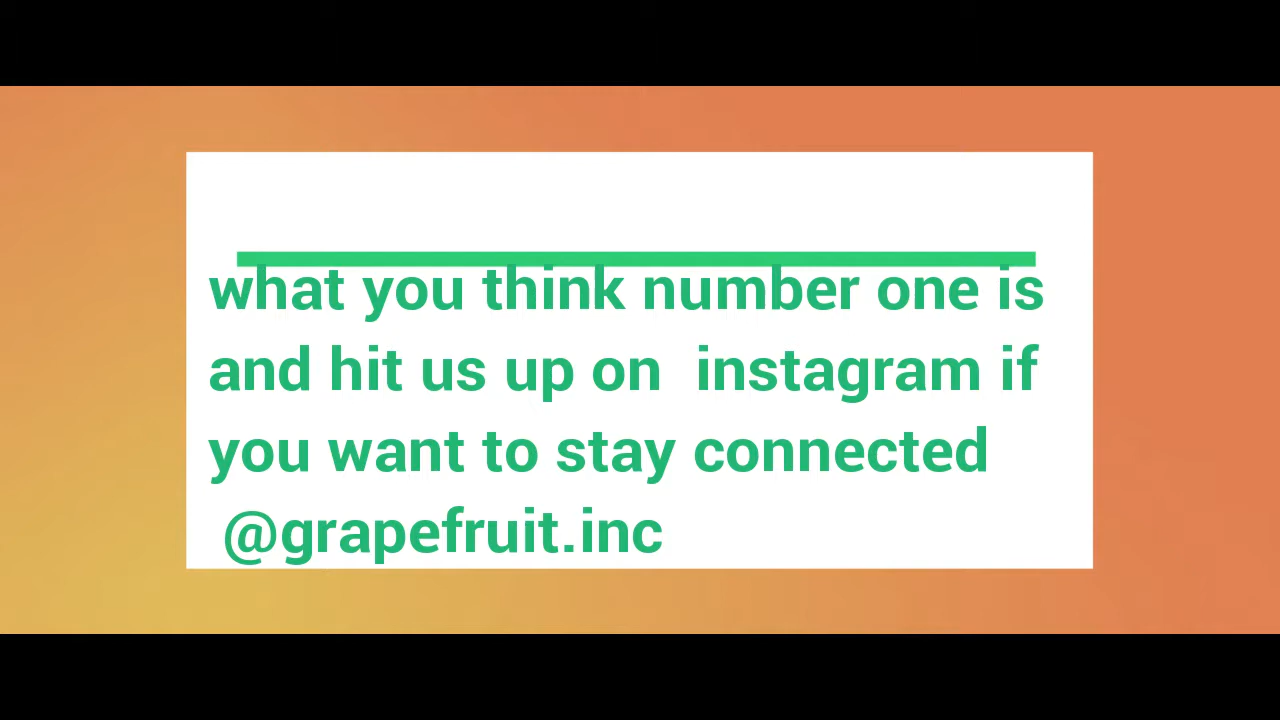 what you think number one is
and hit us up on  instagram if
you want to stay connected
@grapefruit.inc